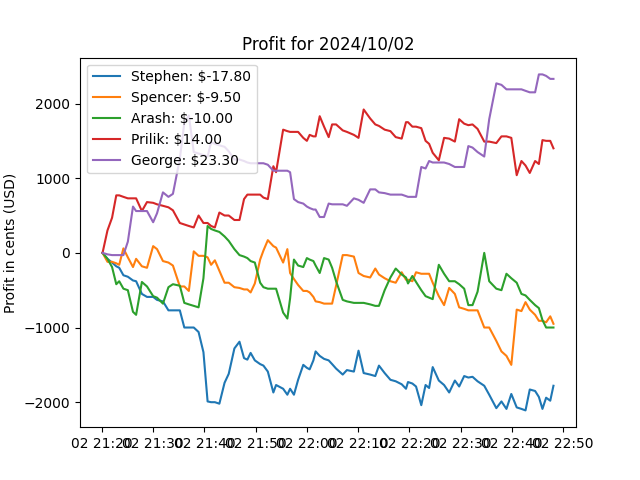 Profit for 2024/10/02
Stephen: $-17.80
Spencer: $-9.50
Arash: $-10.00
Prilik: $14.00
George: $23.30
Profit in cents (USD)
2000
1000
0
−1000
−2000
02 21:20 02 21:30 02 21:40 02 21:50 02 22:00 02 22:10 02 22:20 02 22:30 02 22:40 02 22:50